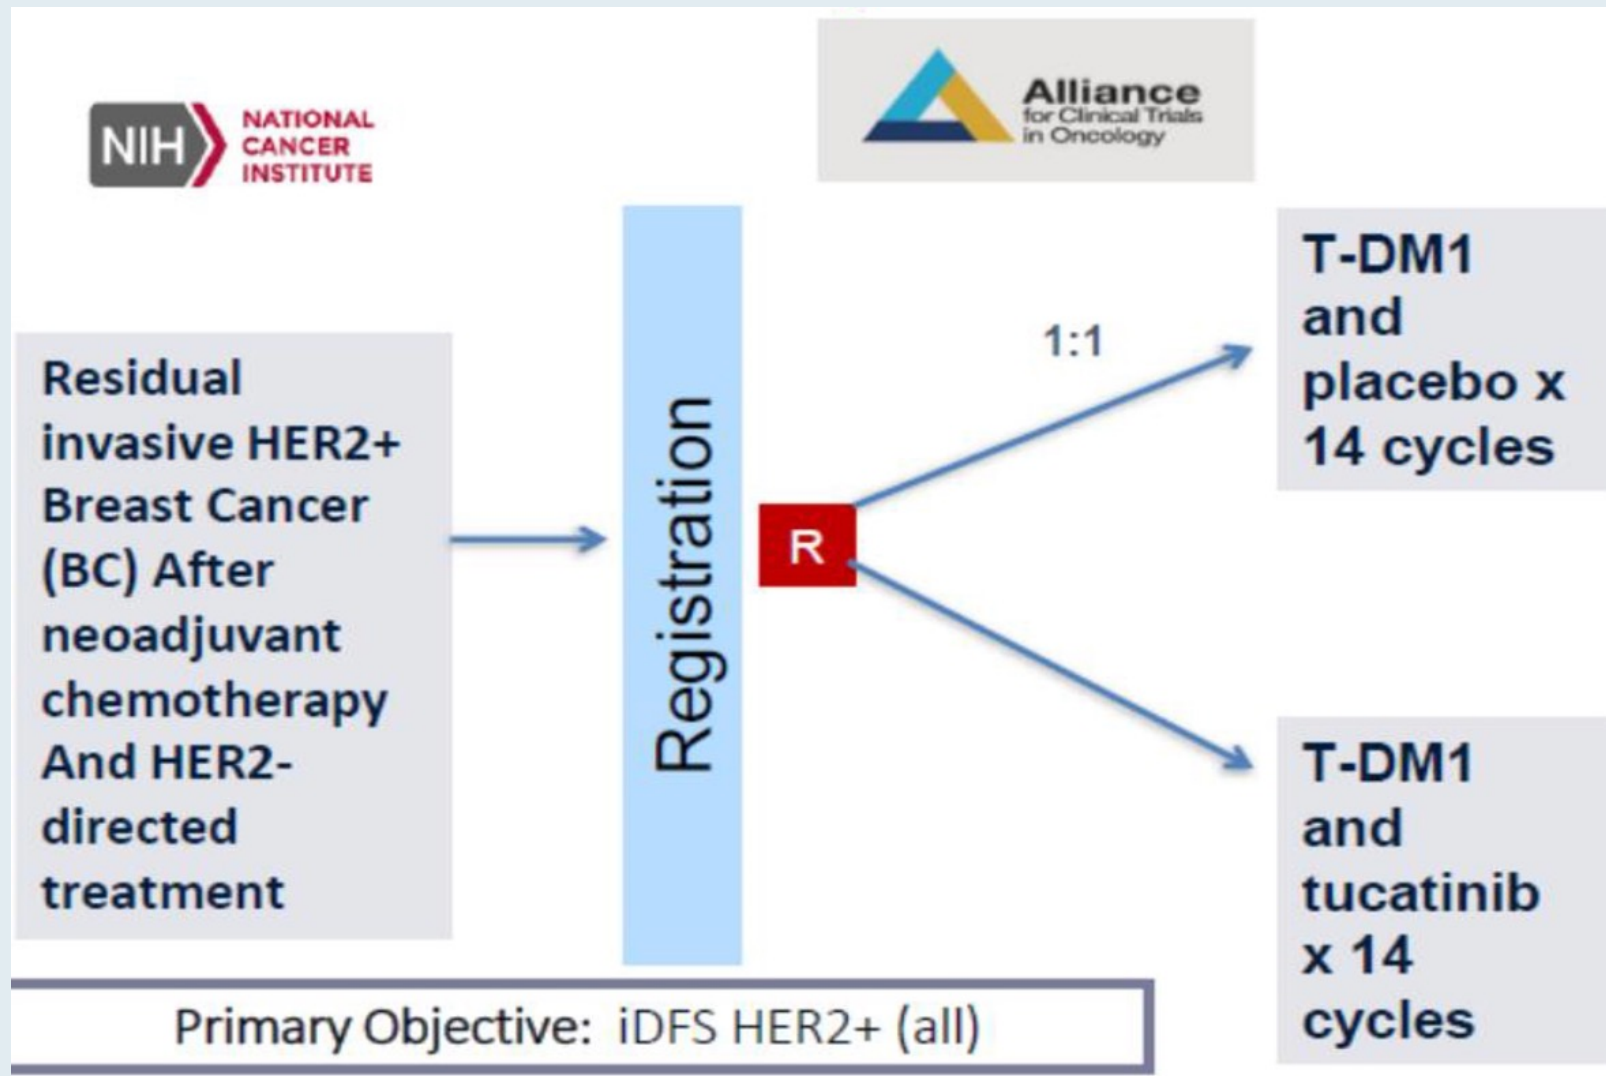 NIH
NATIONAL
CANCER
INSTITUTE
Alliance
for Clinical Trials
in Oncology
Residual
invasive HER2+
Breast Cancer
(BC) After
neoadjuvant
chemotherapy
And HER2-
directed
treatment
Registration
R
1:1
T-DM1
and
placebo x
14 cycles
T-DM1
and
tucatinib
x 14
cycles
Primary Objective: iDFS HER2+ (all)